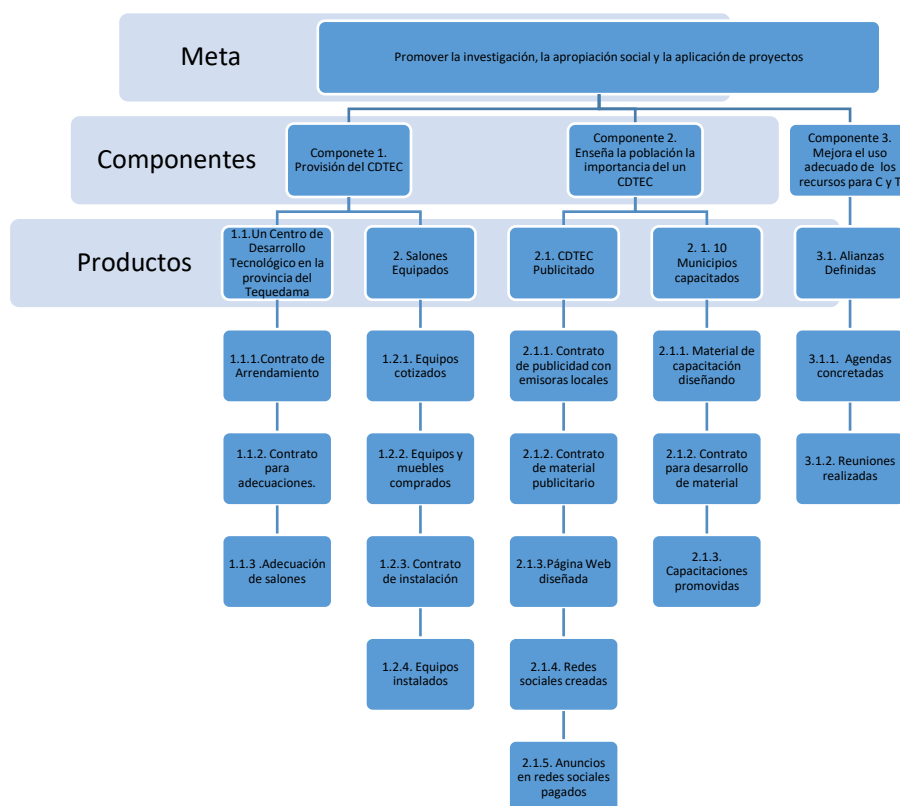 Meta
Promover la investigación, la apropiación social y la aplicación de proyectos
Componentes
Componete 1.
Provisión del CDTEC
Componente 2.
Enseña la población la
importancia del un
CDTEC
Componente 3.
Mejora el uso
adecuado de los
recursos para C y T
Productos
1.1.Un Centro de
Desarrollo
Tecnológico en la
provincia del
Tequedama
2. Salones
Equipados
2.1. CDTEC
Publicitado
2. 1. 10
Municipios
capacitados
3.1. Alianzas
Definidas
1.1.1.Contrato de
Arrendamiento
1.2.1. Equipos
cotizados
2.1.1. Contrato
de publicidad con
emisoras locales
2.1.1. Material de
capacitación
diseñando
3.1.1. Agendas
concretadas
1.1.2. Contrato
para
adecuaciones.
1.2.2. Equipos y
muebles
comprados
2.1.2. Contrato
de material
publicitario
2.1.2. Contrato
para desarrollo
de material
3.1.2. Reuniones
realizadas
1.1.3 .Adecuación
de salones
1.2.3. Contrato
de instalación
2.1.3.Página Web
diseñada
2.1.3.
Capacitaciones
promovidas
1.2.4. Equipos
instalados
2.1.4. Redes
sociales creadas
2.1.5. Anuncios
en redes sociales
pagados